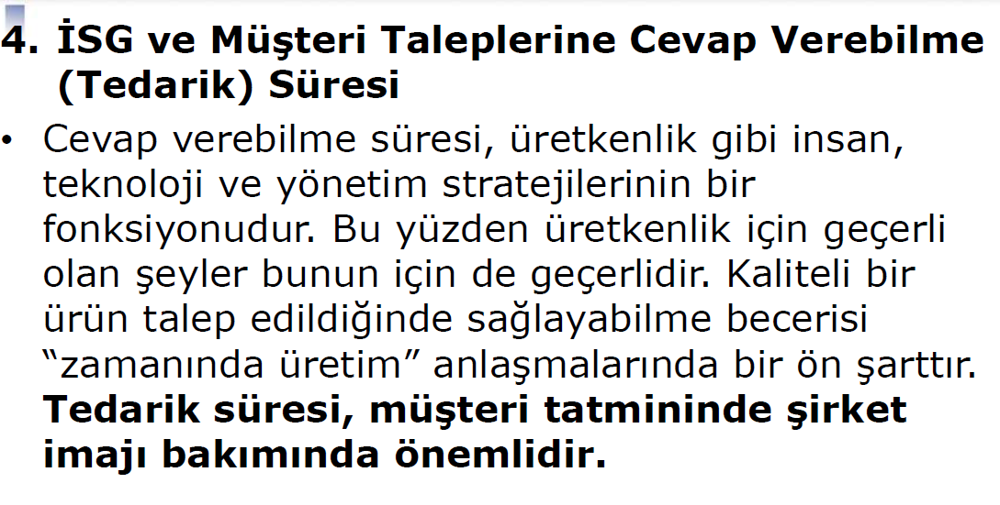 4. İSG ve Müşteri Taleplerine Cevap Verebilme
(Tedarik) Süresi
• Cevap verebilme süresi, üretkenlik gibi insan,
teknoloji ve yönetim stratejilerinin bir
fonksiyonudur. Bu yüzden üretkenlik için geçerli
olan şeyler bunun için de geçerlidir. Kaliteli bir
ürün talep edildiğinde sağlayabilme becerisi
“zamanında üretim” anlaşmalarında bir ön şarttır.
Tedarik süresi, müşteri tatmininde şirket
imajı bakımında önemlidir.